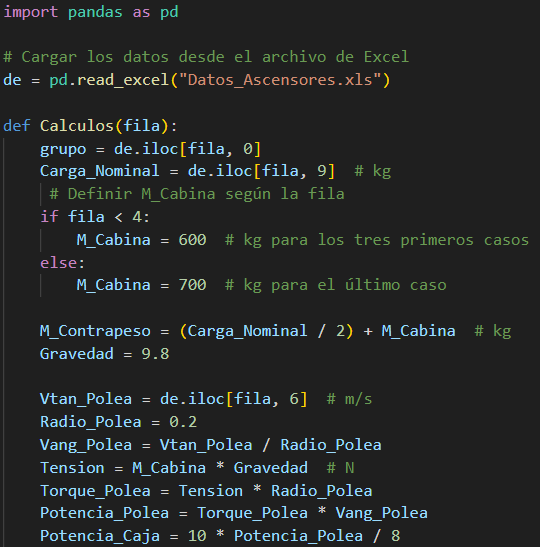 import pandas as pd
# Cargar los datos desde el archivo de Excel
de = pd.read_excel("Datos_Ascensores.xls")
def Calculos(fila):
    grupo = de.iloc[fila, 0]
    Carga_Nominal = de.iloc[fila, 9]  # kg
     # Definir M_Cabina según la fila
    if fila < 4:
        M_Cabina = 600  # kg para los tres primeros casos
    else:
        M_Cabina = 700  # kg para el último caso
    M_Contrapeso = (Carga_Nominal / 2) + M_Cabina  # kg
    Gravedad = 9.8
    Vtan_Polea = de.iloc[fila, 6]  # m/s
    Radio_Polea = 0.2
    Vang_Polea = Vtan_Polea / Radio_Polea
    Tension = M_Cabina * Gravedad  # N
    Torque_Polea = Tension * Radio_Polea
    Potencia_Polea = Torque_Polea * Vang_Polea
    Potencia_Caja = 10 * Potencia_Polea / 8